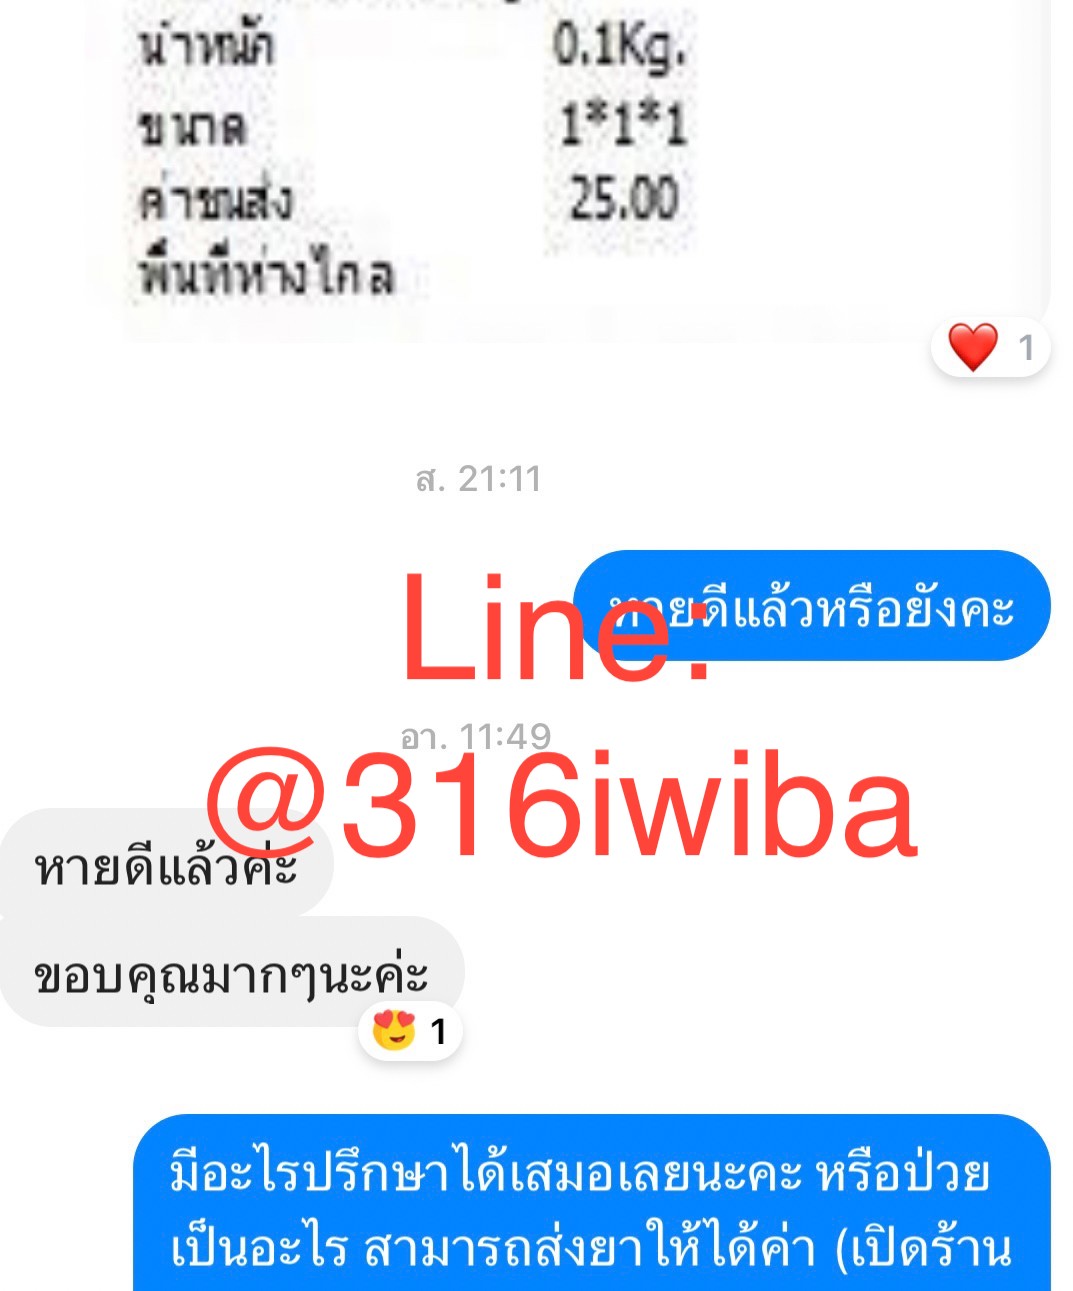 น้ำหนัก 0.1Kg.
ขนาด 1*1*1
ค่าขนส่ง 25.00
พื้นที่ห่างไกล
❤️ 1
ส. 21:11
หายดีแล้วหรือยังคะ
Line:
อา. 11:49
@316iwiba
หายดีแล้วค่ะ
ขอบคุณมากๆนะค่ะ
😍 1
มีอะไรปรึกษาได้เสมอเลยนะคะ หรือป่วย
เป็นอะไร สามารถส่งยาให้ได้ค่า (เปิดร้าน